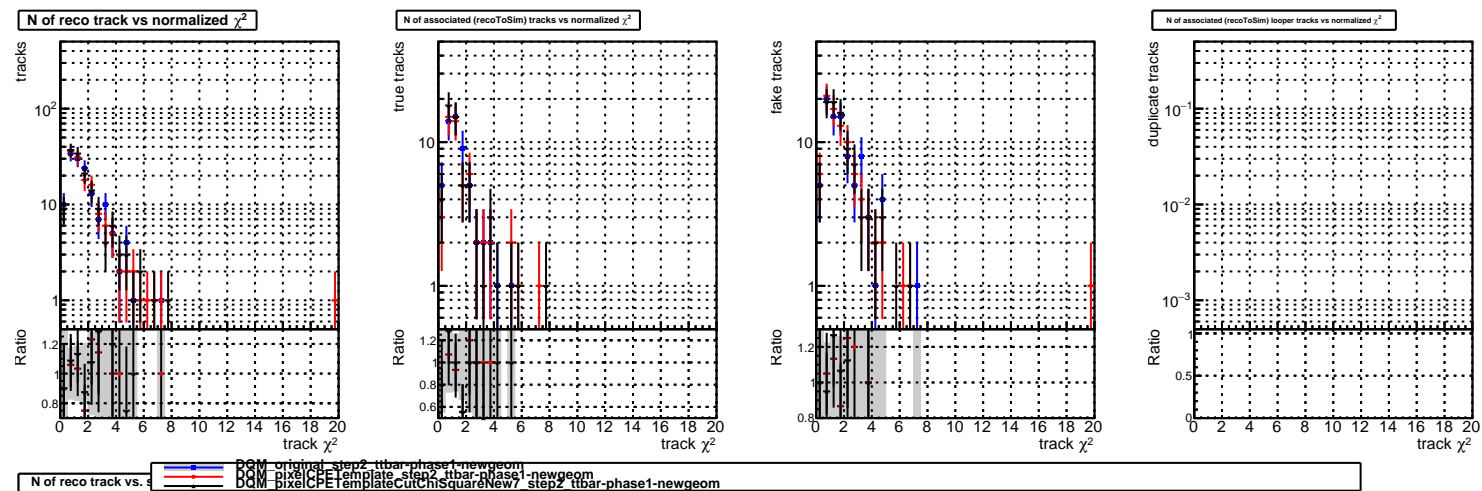 N of reco track vs normalized χ²
N of associated (recoToSim) tracks vs normalized χ²
N of associated (recoToSim) looper tracks vs normalized χ²
tracks
10²
10
1
Ratio
1.2
1
0.8
0 2 4 6 8 10 12 14 16 18 20
track χ²
true tracks
10
1
Ratio
1.2
1
0.8
0.6
0 2 4 6 8 10 12 14 16 18 20
track χ²
fake tracks
10
1
Ratio
1.2
1
0.8
0 2 4 6 8 10 12 14 16 18 20
track χ²
duplicate tracks
10⁻¹
10⁻²
10⁻³
Ratio
1
0.5
0
0 2 4 6 8 10 12 14 16 18 20
track χ²
N of reco track vs. s
DQM_original_step2_ttbar-phase1-newgeom
DQM_pixelCPETemplate_step2_ttbar-phase1-newgeom
DQM_pixelCPETemplateCutChiSquareNew7_step2_ttbar-phase1-newgeom